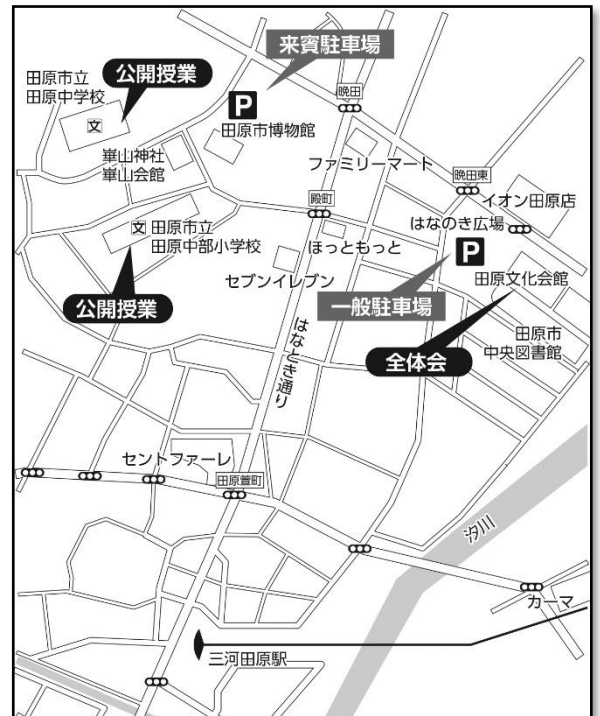 来賓駐車場
田原市立
田原中学校
公開授業
文
P
田原市博物館
晩田
崋山神社
崋山会館
ファミリーマート
晩田東
イオン田原店
殿町
はなのき広場
文
田原市立
田原中部小学校
ほっともっと
P
セブンイレブン
田原文化会館
公開授業
一般駐車場
はなとき通り
全体会
田原市
中央図書館
セントファーレ
田原萱町
汐川
カーマ
三河田原駅